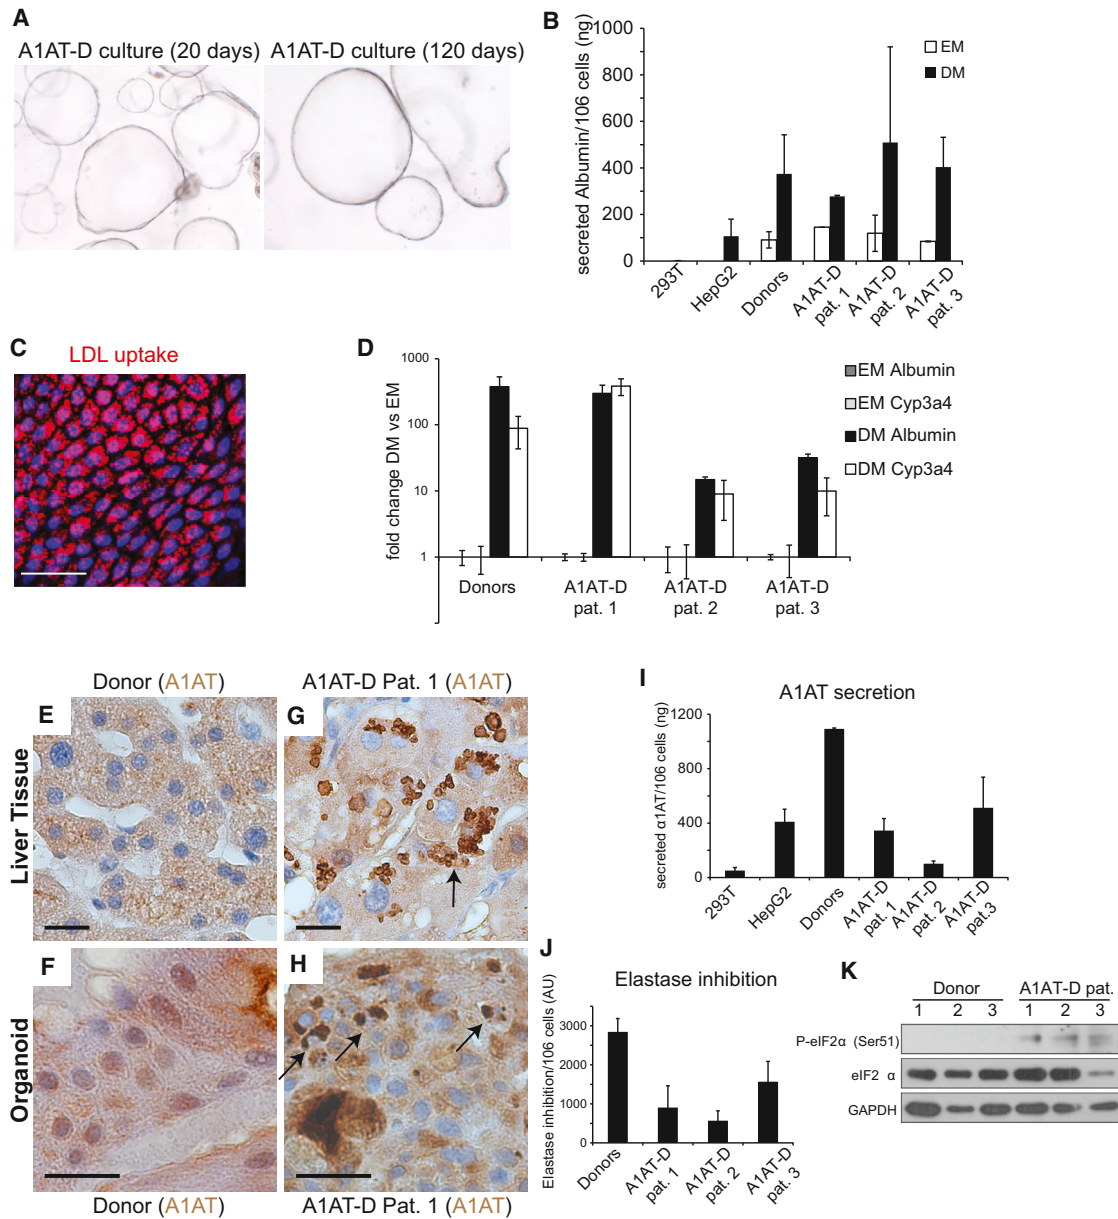 A
A1AT-D culture (20 days)
A1AT-D culture (120 days)
B
secreted Albumin/106 cells (ng)
1000
800
600
400
200
0
EM
DM
293T
HepG2
Donors
A1AT-D
pat. 1
A1AT-D
pat. 2
A1AT-D
pat. 3
C
LDL uptake
D
fold change DM vs EM
1000
100
10
1
Donors
A1AT-D
pat. 1
A1AT-D
pat. 2
A1AT-D
pat. 3
EM Albumin
EM Cyp3a4
DM Albumin
DM Cyp3a4
Donor (A1AT)
A1AT-D Pat. 1 (A1AT)
Liver Tissue
E
G
Organoid
F
H
Donor (A1AT)
A1AT-D Pat. 1 (A1AT)
I
A1AT secretion
secreted α1AT/106 cells (ng)
1200
800
400
0
293T
HepG2
Donors
A1AT-D
pat. 1
A1AT-D
pat. 2
A1AT-D
pat.3
J
Elastase inhibition
Elastase inhibition/106 cells (AU)
3000
2000
1000
0
Donors
A1AT-D
pat. 1
A1AT-D
pat. 2
A1AT-D
pat. 3
K
Donor
A1AT-D pat.
1 2 3 1 2 3
P-eIF2α (Ser51)
eIF2 α
GAPDH